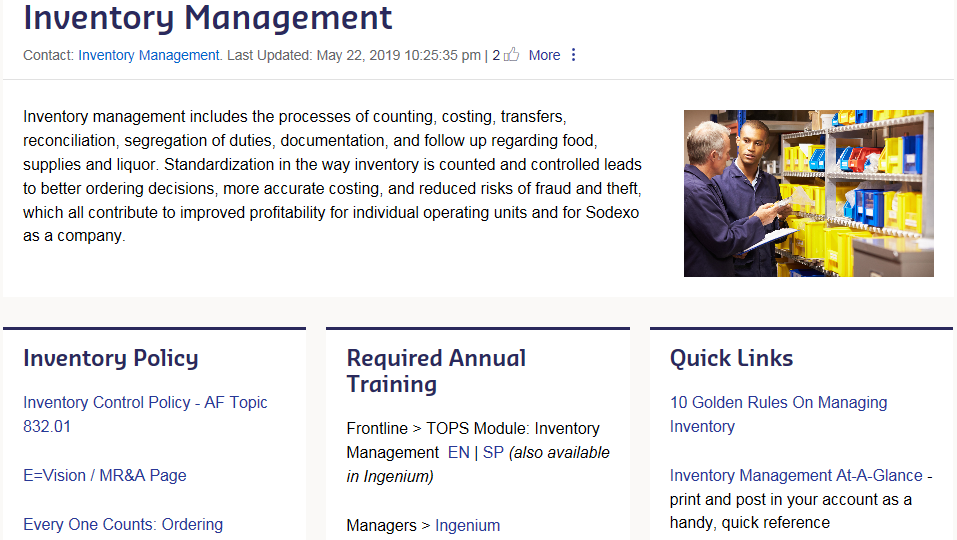 Inventory Management
Contact: Inventory Management. Last Updated: May 22, 2019 10:25:35 pm | 2 More
Inventory management includes the processes of counting, costing, transfers,
reconciliation, segregation of duties, documentation, and follow up regarding food,
supplies and liquor. Standardization in the way inventory is counted and controlled leads
to better ordering decisions, more accurate costing, and reduced risks of fraud and theft,
which all contribute to improved profitability for individual operating units and for Sodexo
as a company.
Inventory Policy
Inventory Control Policy - AF Topic
832.01
E=Vision / MR&A Page
Every One Counts: Ordering
Required Annual
Training
Frontline > TOPS Module: Inventory
Management EN | SP (also available
in Ingenium)
Managers > Ingenium
Quick Links
10 Golden Rules On Managing
Inventory
Inventory Management At-A-Glance -
print and post in your account as a
handy, quick reference